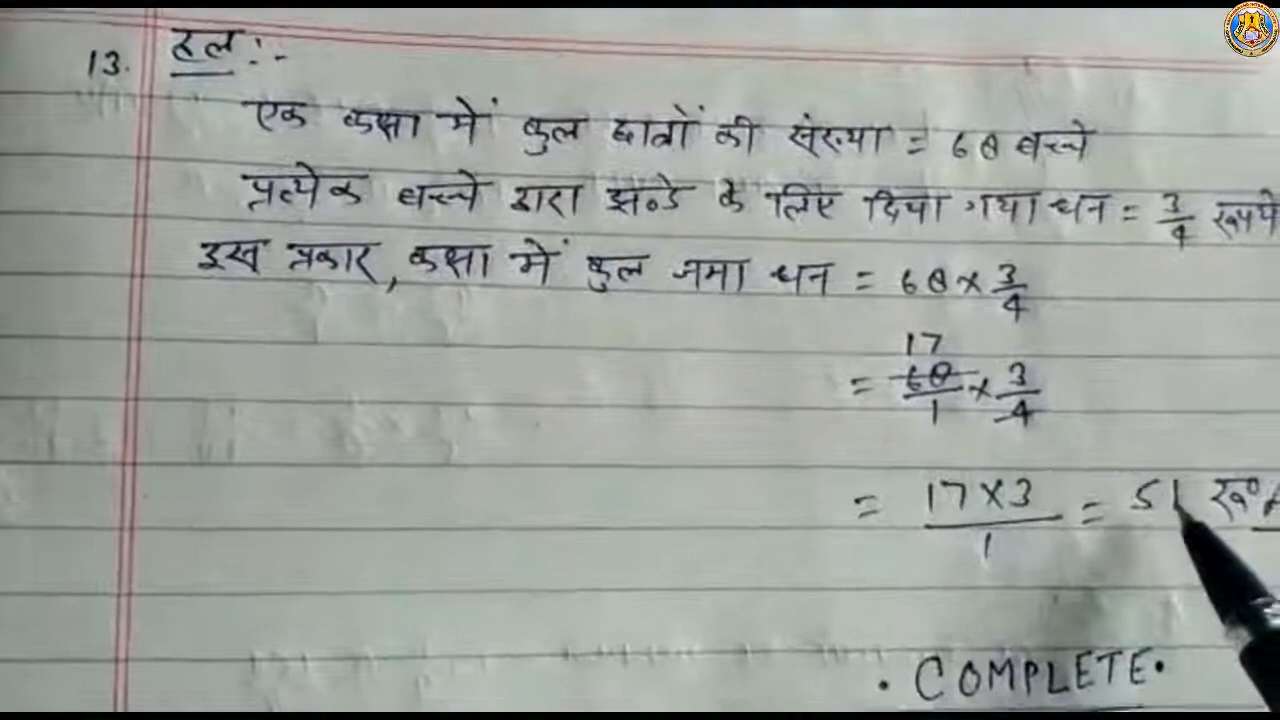 13. हल :-
एक कक्षा में कुल छात्रों की संख्या = 68 बच्चे
प्रत्येक बच्चे द्वारा झण्डे के लिए दिया गया धन = 3/4 रूपये
इस प्रकार, कक्षा में कुल जमा धन = 68 × 3/4
17
= 68/1 × 3/4
= 17 × 3/1 = 51 रू०
• COMPLETE •